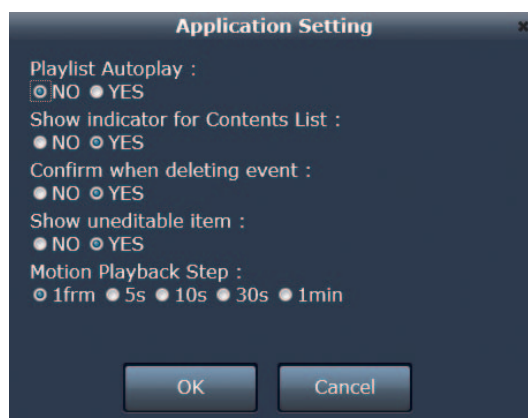 Application Setting
Playlist Autoplay :
NO YES
Show indicator for Contents List :
NO YES
Confirm when deleting event :
NO YES
Show uneditable item :
NO YES
Motion Playback Step :
1frm 5s 10s 30s 1min
OK Cancel